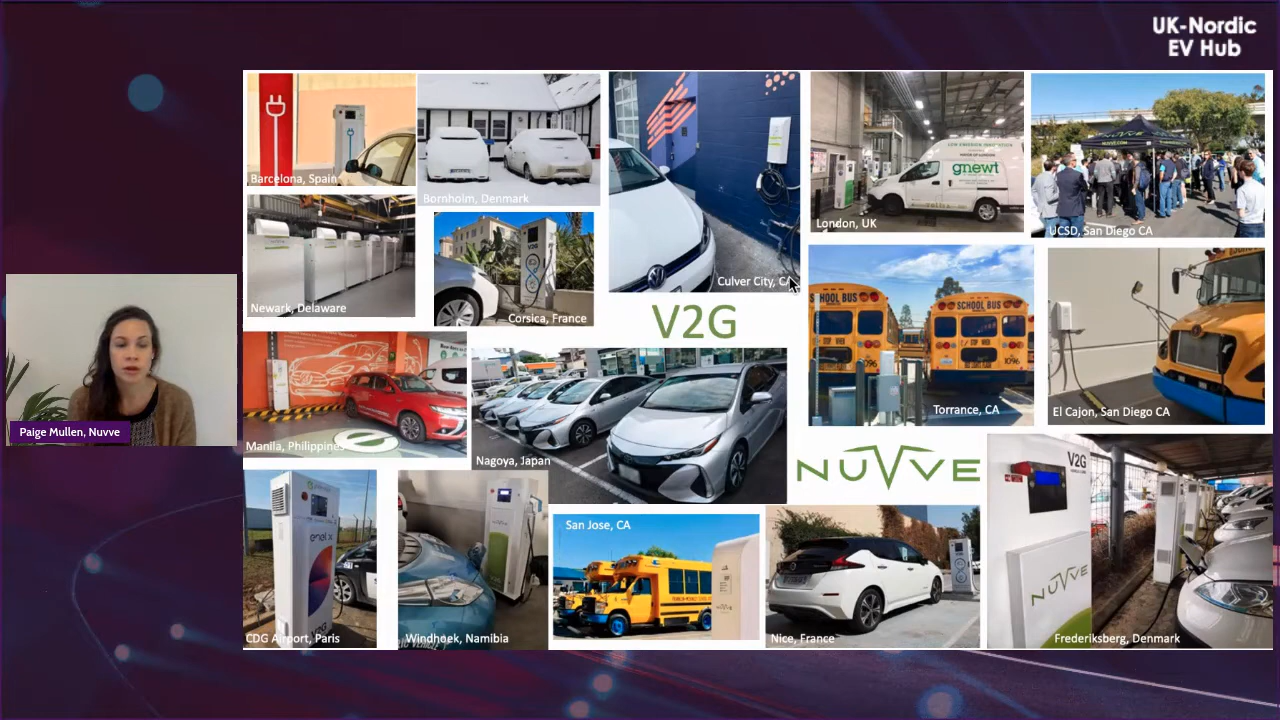 UK-Nordic
EV Hub
Barcelona, Spain
Bornholm, Denmark
Culver City, CA
gnewt
London, UK
NUVVE
UCSD, San Diego CA
Newark, Delaware
V2G
Corsica, France
V2G
SCHOOL BUS
SCHOOL BUS
1096
Torrance, CA
El Cajon, San Diego CA
Paige Mullen, Nuvve
Manila, Philippines
Nagoya, Japan
NUVVE
enel x
CDG Airport, Paris
Windhoek, Namibia
San Jose, CA
Nice, France
V2G
NUVVE
Frederiksberg, Denmark